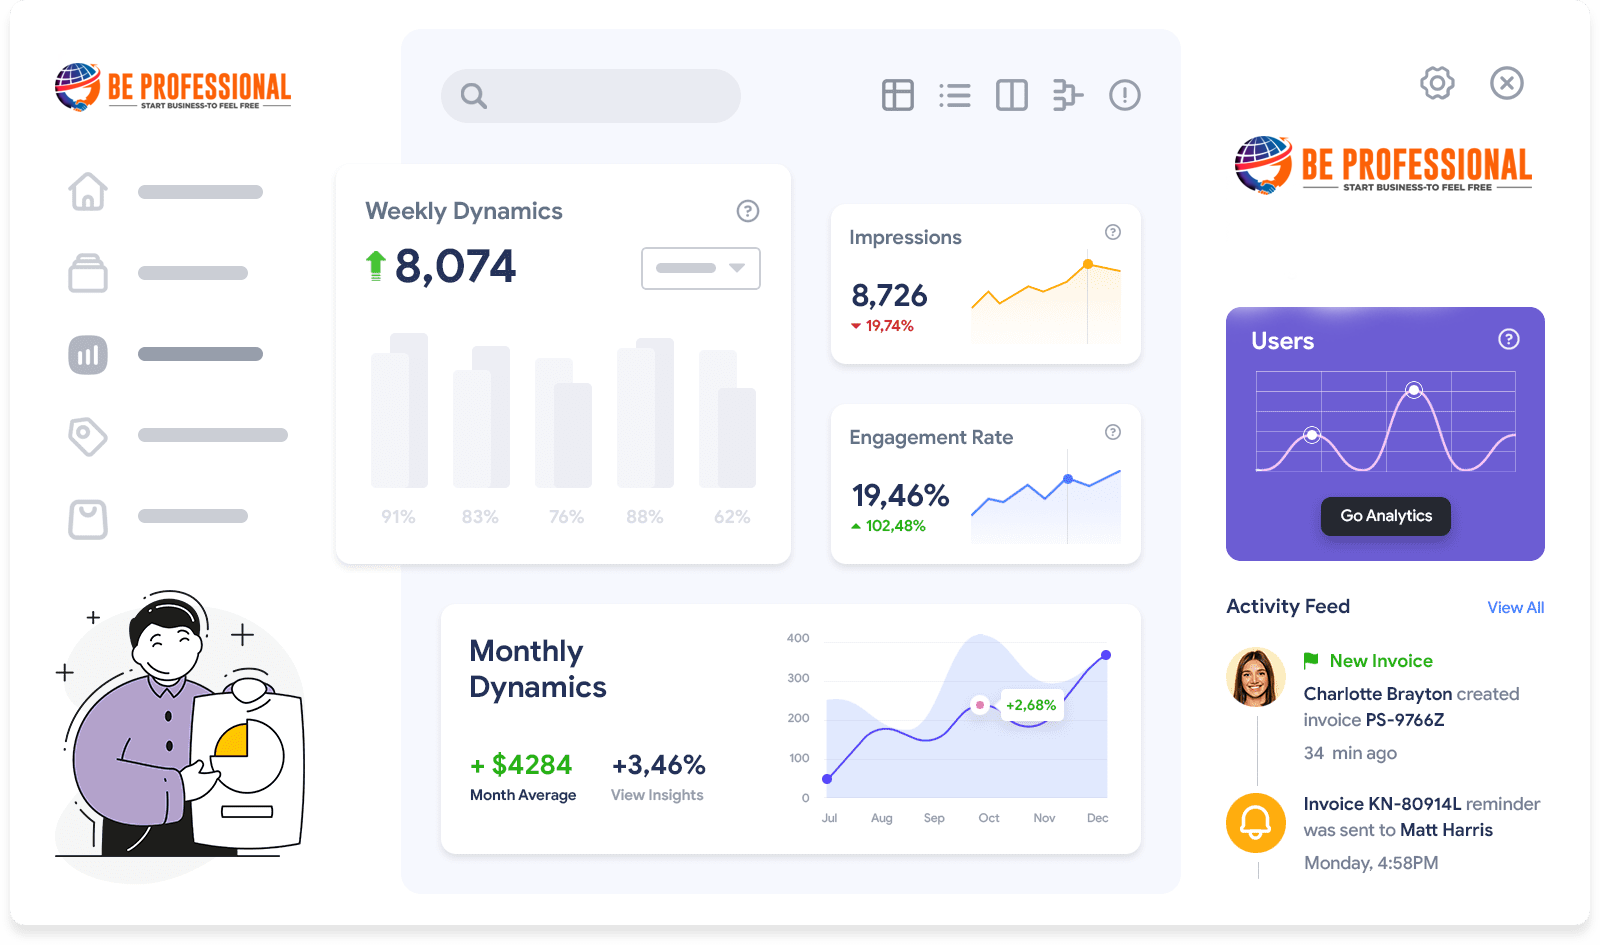 BE PROFESSIONAL
START BUSINESS-TO FEEL FREE
Weekly Dynamics
8,074
91%
83%
76%
88%
62%
Impressions
8,726
19,74%
Engagement Rate
19,46%
102,48%
Monthly
Dynamics
+ $4284
Month Average
+3,46%
View Insights
400
300
200
100
0
+2,68%
Jul
Aug
Sep
Oct
Nov
Dec
BE PROFESSIONAL
START BUSINESS-TO FEEL FREE
Users
Go Analytics
Activity Feed
View All
New Invoice
Charlotte Brayton created
invoice PS-9766Z
34 min ago
Invoice KN-80914L reminder
was sent to Matt Harris
Monday, 4:58PM